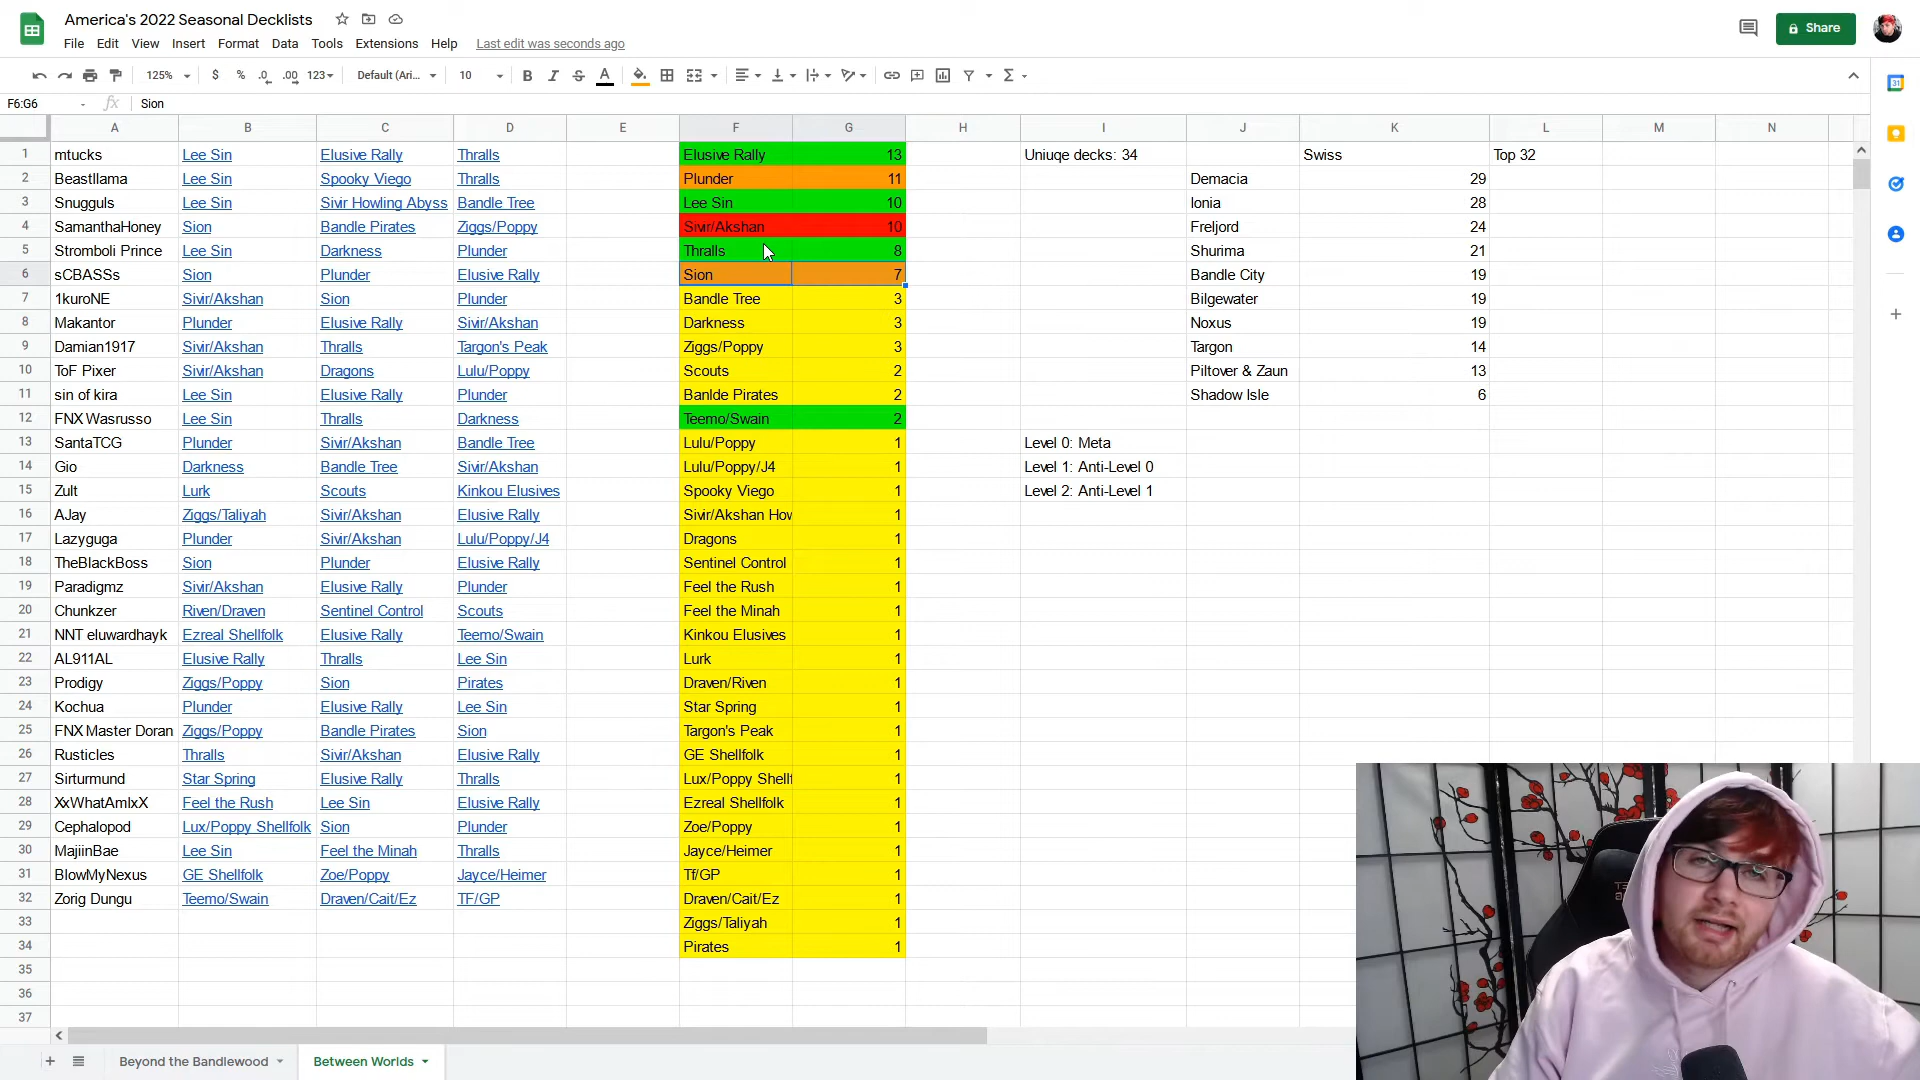 America's 2022 Seasonal Decklists
Share
File Edit View Insert Format Data Tools Extensions Help Last edit was seconds ago
125% $ % .0 .00 123 Default (Ari... 10 B I S A
F6:G6 fx Sion
A B C D E F G H I J K L M N
1 mtucks Lee Sin Elusive Rally Thralls Elusive Rally 13 Uniuqe decks: 34 Swiss Top 32
2 Beastllama Lee Sin Spooky Viego Thralls Plunder 11 Demacia 29
3 Snugguls Lee Sin Sivir Howling Abyss Bandle Tree Lee Sin 10 Ionia 28
4 SamanthaHoney Sion Bandle Pirates Ziggs/Poppy Sivir/Akshan 10 Freljord 24
5 Stromboli Prince Lee Sin Darkness Plunder Thralls 8 Shurima 21
6 sCBASSs Sion Plunder Elusive Rally Sion 7 Bandle City 19
7 1kuroNE Sivir/Akshan Sion Plunder Bandle Tree 3 Bilgewater 19
8 Makantor Plunder Elusive Rally Sivir/Akshan Darkness 3 Noxus 19
9 Damian1917 Sivir/Akshan Thralls Targon's Peak Ziggs/Poppy 3 Targon 14
10 ToF Pixer Sivir/Akshan Dragons Lulu/Poppy Scouts 2 Piltover & Zaun 13
11 sin of kira Lee Sin Elusive Rally Plunder Banlde Pirates 2 Shadow Isle 6
12 FNX Wasrusso Lee Sin Thralls Darkness Teemo/Swain 2
13 SantaTCG Plunder Sivir/Akshan Bandle Tree Lulu/Poppy 1 Level 0: Meta
14 Gio Darkness Bandle Tree Sivir/Akshan Lulu/Poppy/J4 1 Level 1: Anti-Level 0
15 Zult Lurk Scouts Kinkou Elusives Spooky Viego 1 Level 2: Anti-Level 1
16 AJay Ziggs/Taliyah Sivir/Akshan Elusive Rally Sivir/Akshan How 1
17 Lazyguga Plunder Sivir/Akshan Lulu/Poppy/J4 Dragons 1
18 TheBlackBoss Sion Plunder Elusive Rally Sentinel Control 1
19 Paradigmz Sivir/Akshan Elusive Rally Plunder Feel the Rush 1
20 Chunkzer Riven/Draven Sentinel Control Scouts Feel the Minah 1
21 NNT eluwardhayk Ezreal Shellfolk Elusive Rally Teemo/Swain Kinkou Elusives 1
22 AL911AL Elusive Rally Thralls Lee Sin Lurk 1
23 Prodigy Ziggs/Poppy Sion Pirates Draven/Riven 1
24 Kochua Plunder Elusive Rally Lee Sin Star Spring 1
25 FNX Master Doran Ziggs/Poppy Bandle Pirates Sion Targon's Peak 1
26 Rusticles Thralls Sivir/Akshan Elusive Rally GE Shellfolk 1
27 Sirturmund Star Spring Elusive Rally Thralls Lux/Poppy Shellf 1
28 XxWhatAmIxX Feel the Rush Lee Sin Elusive Rally Ezreal Shellfolk 1
29 Cephalopod Lux/Poppy Shellfolk Sion Plunder Zoe/Poppy 1
30 MajiinBae Lee Sin Feel the Minah Thralls Jayce/Heimer 1
31 BlowMyNexus GE Shellfolk Zoe/Poppy Jayce/Heimer Tf/GP 1
32 Zorig Dungu Teemo/Swain Draven/Cait/Ez TF/GP Draven/Cait/Ez 1
33 Ziggs/Taliyah 1
34 Pirates 1
35
36
37
Beyond the Bandlewood Between Worlds